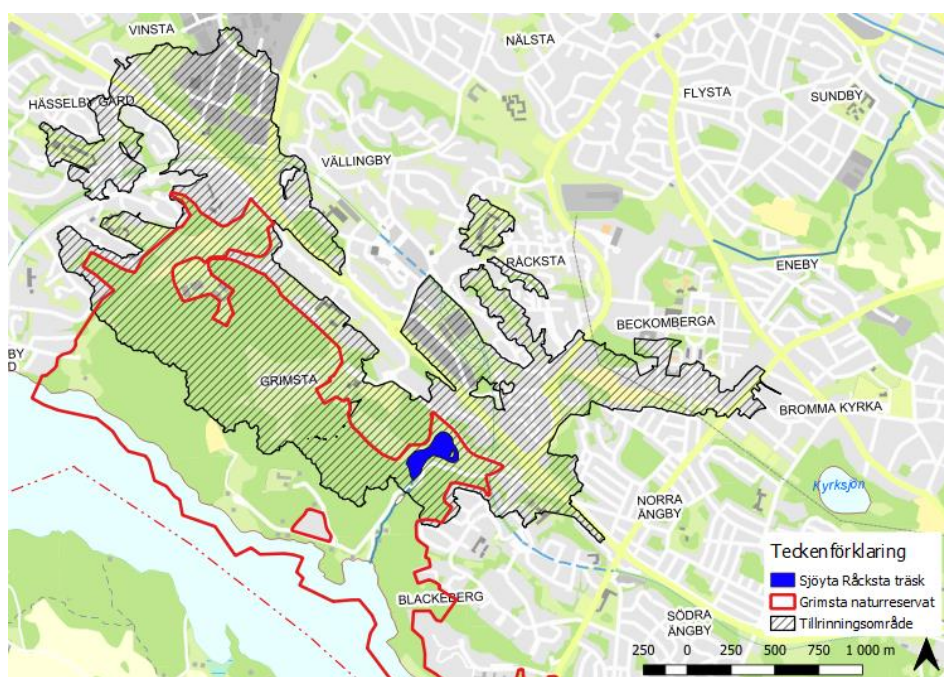 VINSTA
NÄLSTA
FLYSTA
SUNDBY
HÄSSELBY GÅRD
VÄLLINGBY
RÅCKSTA
ENEBY
BECKOMBERGA
BY
D
GRIMSTA
BROMMA KYRKA
Kyrksjön
NORRA
ÄNGBY
BLACKEBERG
SÖDRA
ÄNGBY
Teckenförklaring
Sjöyta Råcksta träsk
Grimsta naturreservat
Tillrinningsområde
250 0 250 500 750 1 000 m